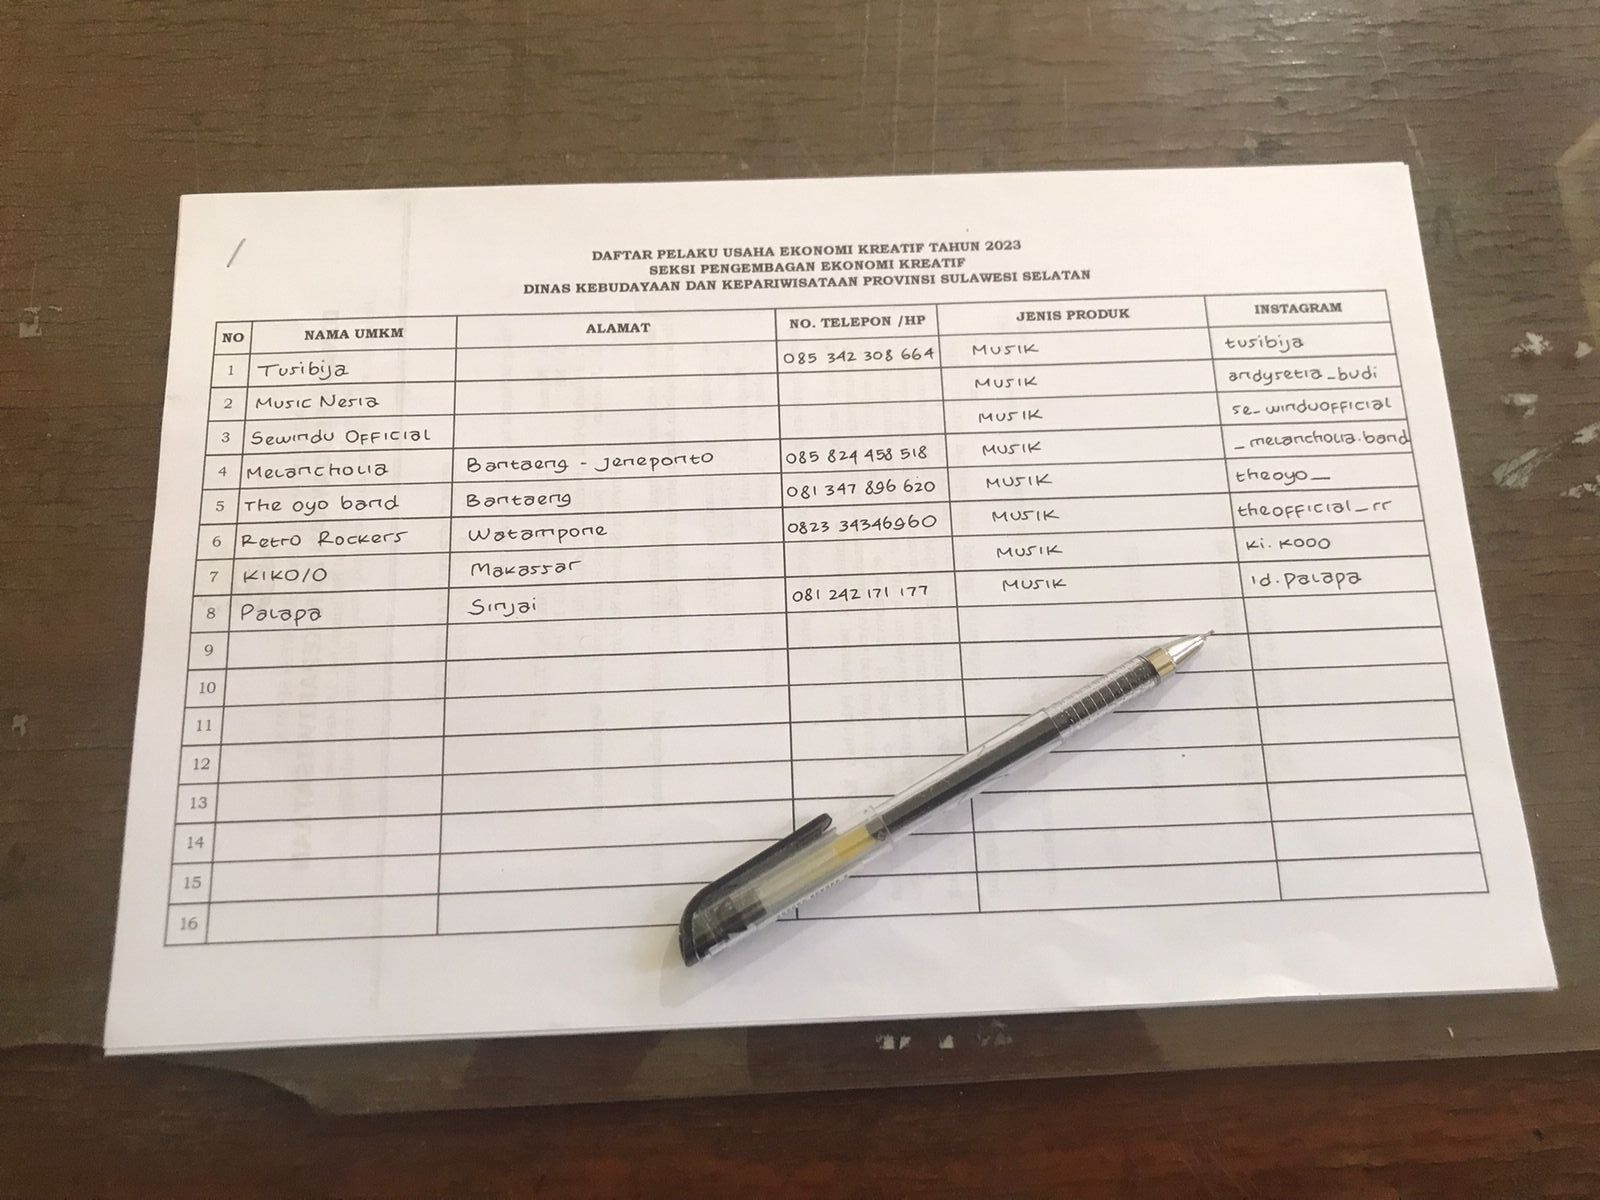 DAFTAR PELAKU USAHA EKONOMI KREATIF TAHUN 2023
SEKSI PENGEMBAGAN EKONOMI KREATIF
DINAS KEBUDAYAAN DAN KEPARIWISATAAN PROVINSI SULAWESI SELATAN
NO NAMA UMKM ALAMAT NO. TELEPON /HP JENIS PRODUK INSTAGRAM
1 Tusibija 085 342 308 664 MUSIK tusibija
2 Music Nesia MUSIK andysetia_budi
3 Sewindu Official MUSIK se_winduofficial
4 Melancholia Bantaeng - Jeneponto 085 824 458 518 MUSIK _melancholia.band
5 The oyo band Bantaeng 081 347 896 620 MUSIK theoyo_
6 Retro Rockers Watampone 0823 34346960 MUSIK theofficial_rr
7 KIKO/O Makassar MUSIK ki.kooo
8 Palapa Sinjai 081 242 171 177 MUSIK id.palapa
9
10
11
12
13
14
15
16